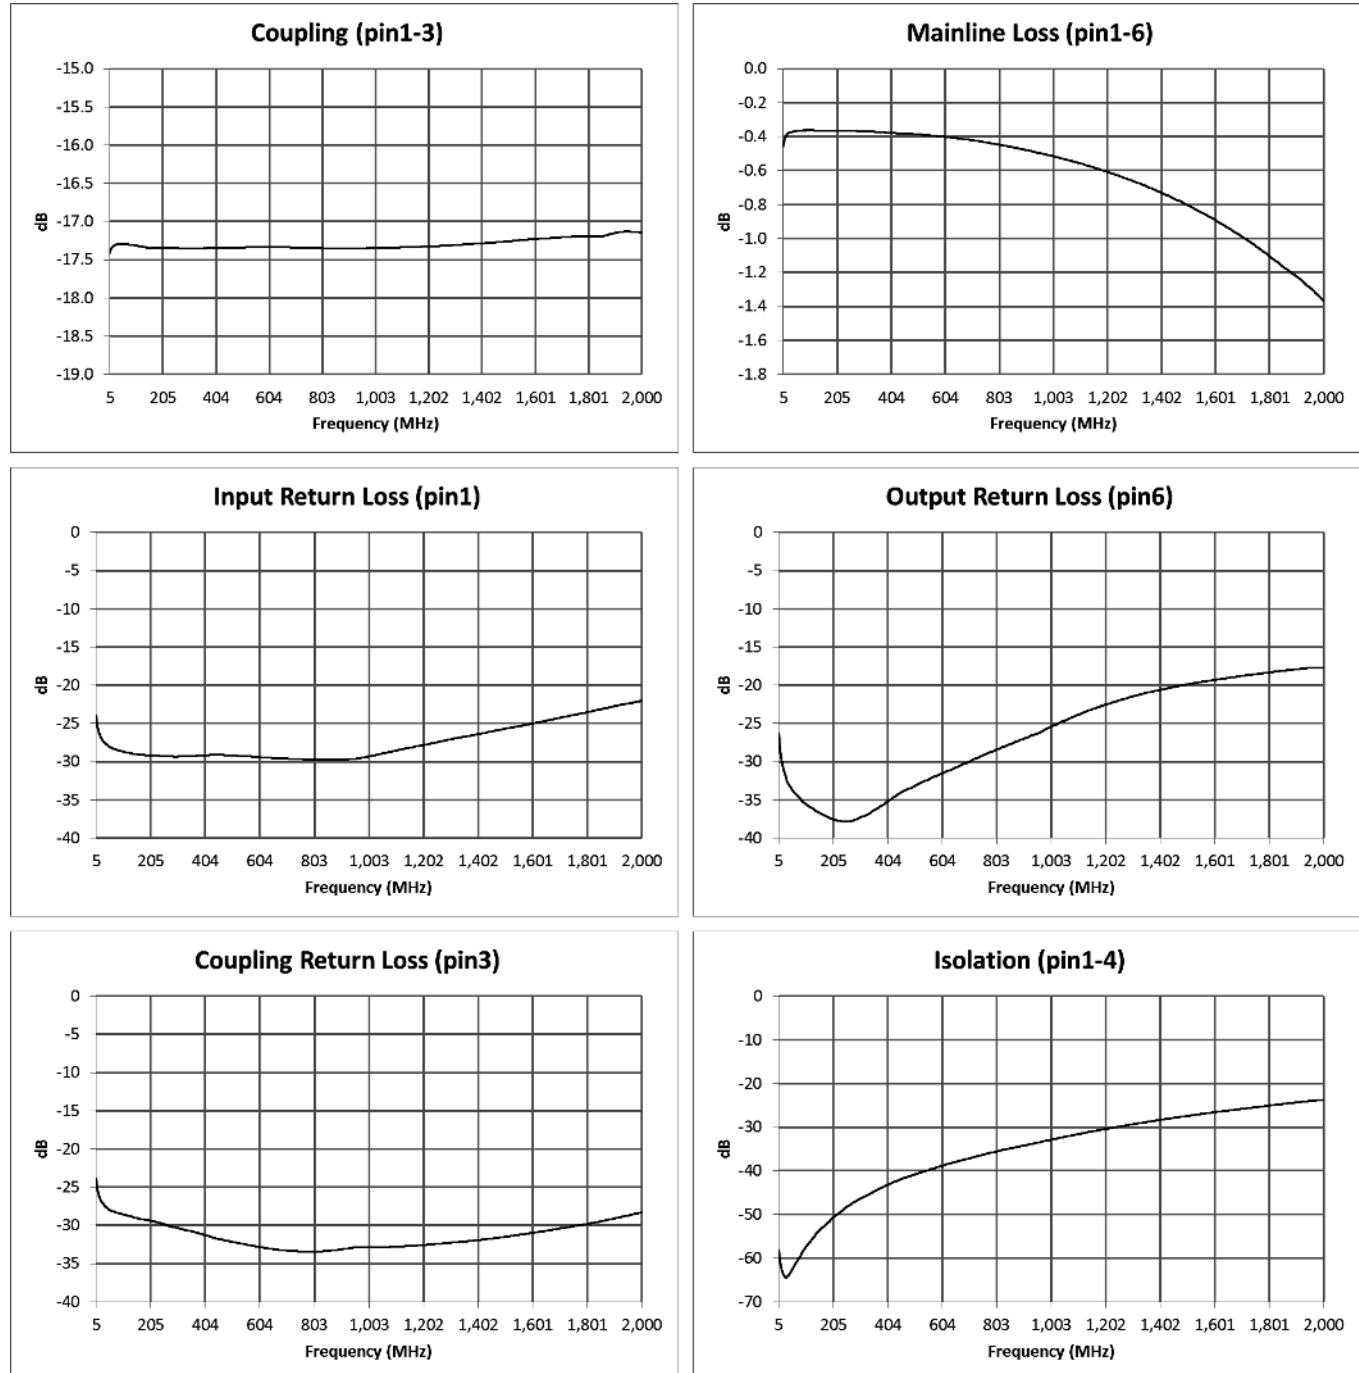 Coupling (pin1-3)
-15.0
-15.5
-16.0
-16.5
-17.0
-17.5
-18.0
-18.5
-19.0
dB
5 205 404 604 803 1,003 1,202 1,402 1,601 1,801 2,000
Frequency (MHz)
Mainline Loss (pin1-6)
0.0
-0.2
-0.4
-0.6
-0.8
-1.0
-1.2
-1.4
-1.6
-1.8
dB
5 205 404 604 803 1,003 1,202 1,402 1,601 1,801 2,000
Frequency (MHz)
Input Return Loss (pin1)
0
-5
-10
-15
-20
-25
-30
-35
-40
dB
5 205 404 604 803 1,003 1,202 1,402 1,601 1,801 2,000
Frequency (MHz)
Output Return Loss (pin6)
0
-5
-10
-15
-20
-25
-30
-35
-40
dB
5 205 404 604 803 1,003 1,202 1,402 1,601 1,801 2,000
Frequency (MHz)
Coupling Return Loss (pin3)
0
-5
-10
-15
-20
-25
-30
-35
-40
dB
5 205 404 604 803 1,003 1,202 1,402 1,601 1,801 2,000
Frequency (MHz)
Isolation (pin1-4)
0
-10
-20
-30
-40
-50
-60
-70
dB
5 205 404 604 803 1,003 1,202 1,402 1,601 1,801 2,000
Frequency (MHz)